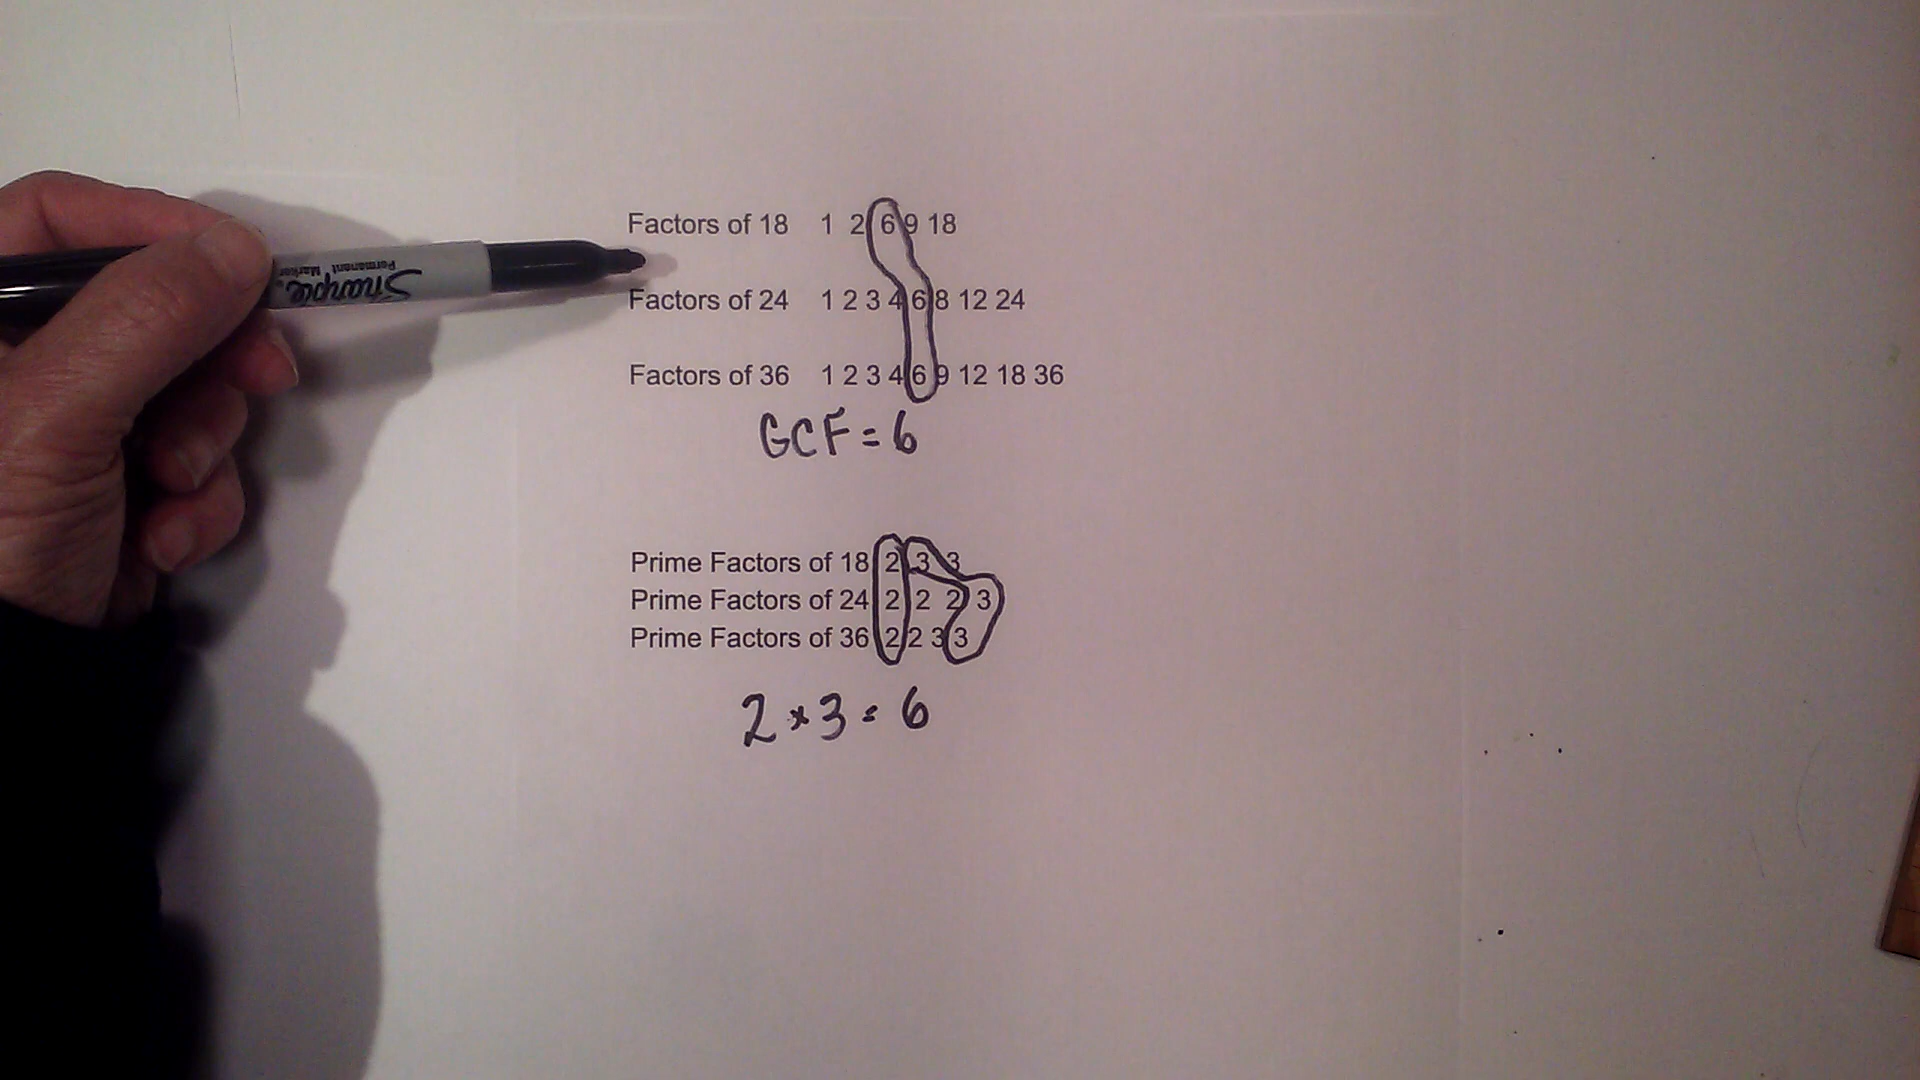 Factors of 18 1 2 6 9 18
Sharpie.
Permanent Marker
Factors of 24 1 2 3 4 6 8 12 24
Factors of 36 1 2 3 4 6 9 12 18 36
GCF = 6
Prime Factors of 18 2 3 3
Prime Factors of 24 2 2 2 3
Prime Factors of 36 2 2 3 3
2 × 3 = 6